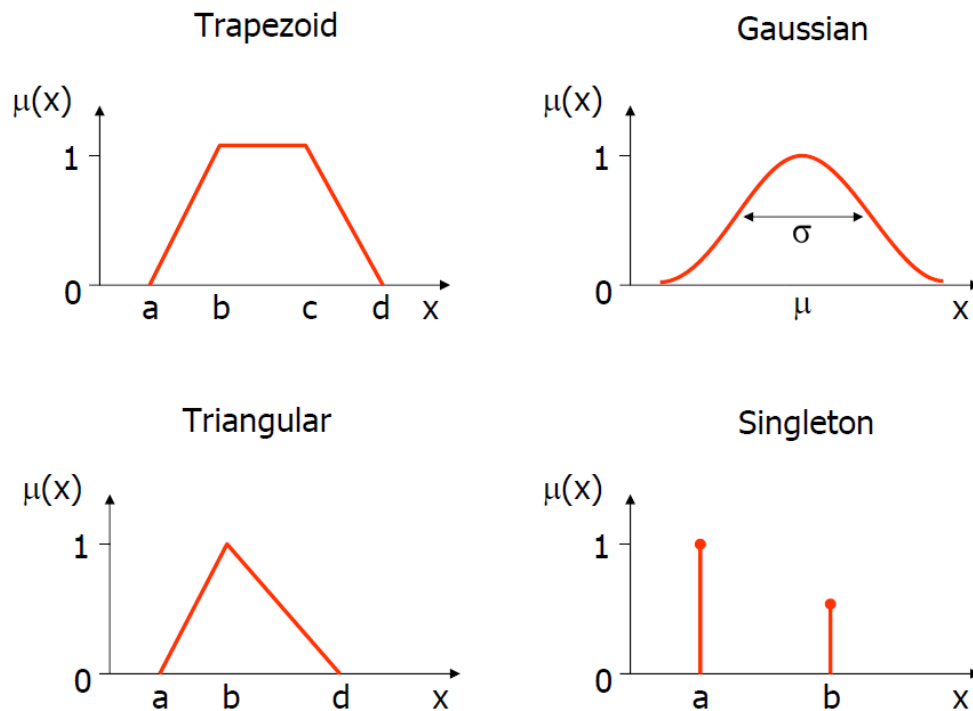 Trapezoid
μ(x)
1
0
a b c d x
Gaussian
μ(x)
1
σ
0
μ x
Triangular
μ(x)
1
0
a b d x
Singleton
μ(x)
1
0
a b x